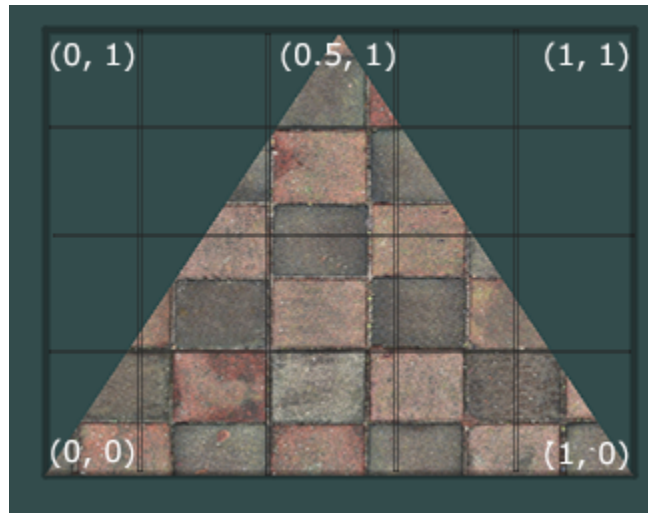 (0, 1) (0.5, 1) (1, 1)
(0, 0) (1, 0)